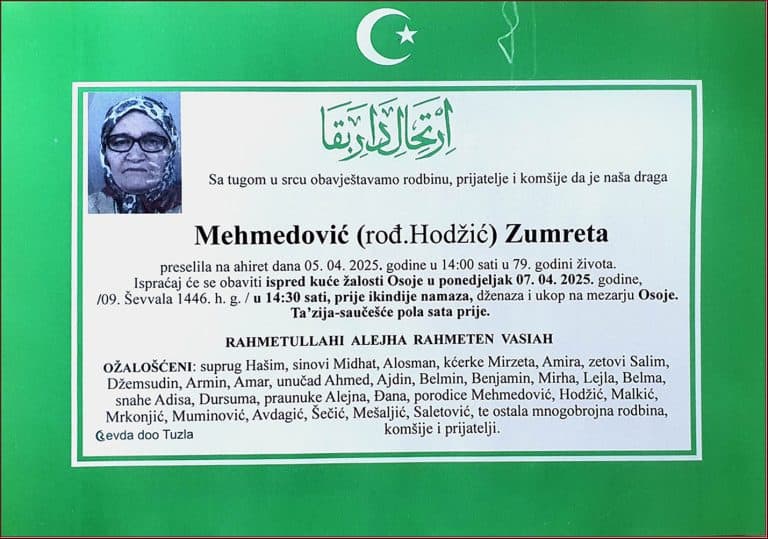 ارتحال دار بقا
Sa tugom u srcu obavještavamo rodbinu, prijatelje i komšije da je naša draga
Mehmedović (rođ.Hodžić) Zumreta
preselila na ahiret dana 05. 04. 2025. godine u 14:00 sati u 79. godini života.
Ispraćaj će se obaviti ispred kuće žalosti Osoje u ponedjeljak 07. 04. 2025. godine,
/09. Ševvala 1446. h. g. / u 14:30 sati, prije ikindije namaza, dženaza i ukop na mezarju Osoje.
Ta’zija-saučešće pola sata prije.
RAHMETULLAHI ALEJHA RAHMETEN VASIAH
OŽALOŠĆENI: suprug Hašim, sinovi Midhat, Alosman, kćerke Mirzeta, Amira, zetovi Salim,
Džemsudin, Armin, Amar, unučad Ahmed, Ajdin, Belmin, Benjamin, Mirha, Lejla, Belma,
snahe Adisa, Dursuma, praunuke Alejna, Đana, porodice Mehmedović, Hodžić, Malkić,
Mrkonjić, Muminović, Avdagić, Šečić, Mešaljić, Saletović, te ostala mnogobrojna rodbina,
komšije i prijatelji.
evda doo Tuzla